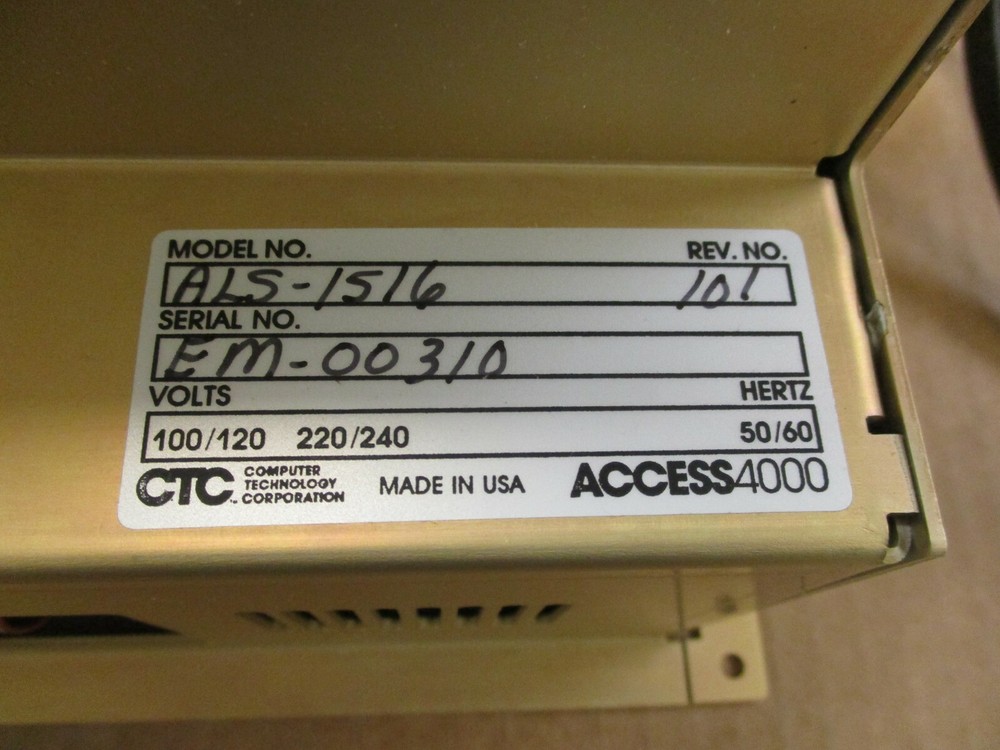 MODEL NO. REV. NO.
ALS-1516 101
SERIAL NO.
EM-00310
VOLTS HERTZ
100/120 220/240 50/60
CTC™ COMPUTER TECHNOLOGY CORPORATION MADE IN USA ACCESS4000